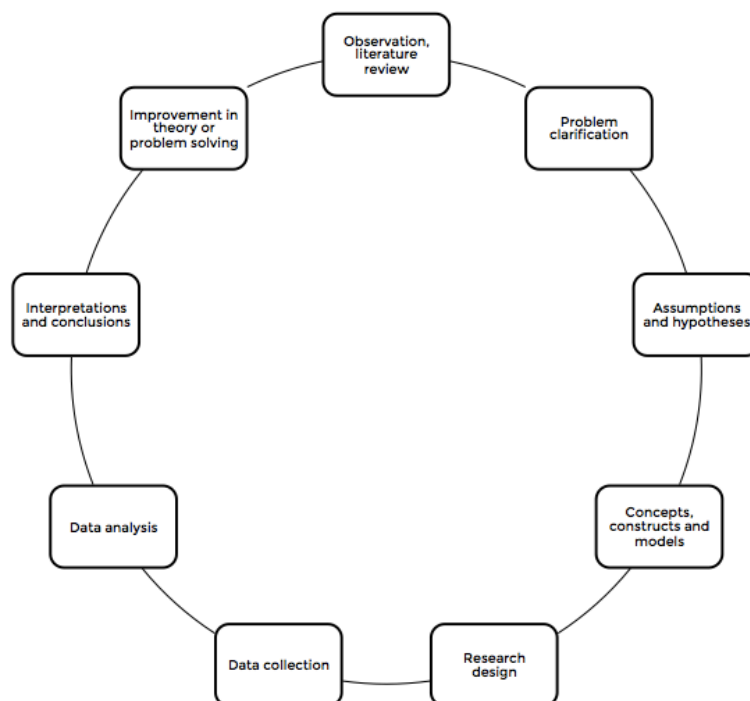 Observation,
literature
review
Problem
clarification
Assumptions
and hypotheses
Concepts,
constructs and
models
Research
design
Data collection
Data analysis
Interpretations
and conclusions
Improvement in
theory or
problem solving